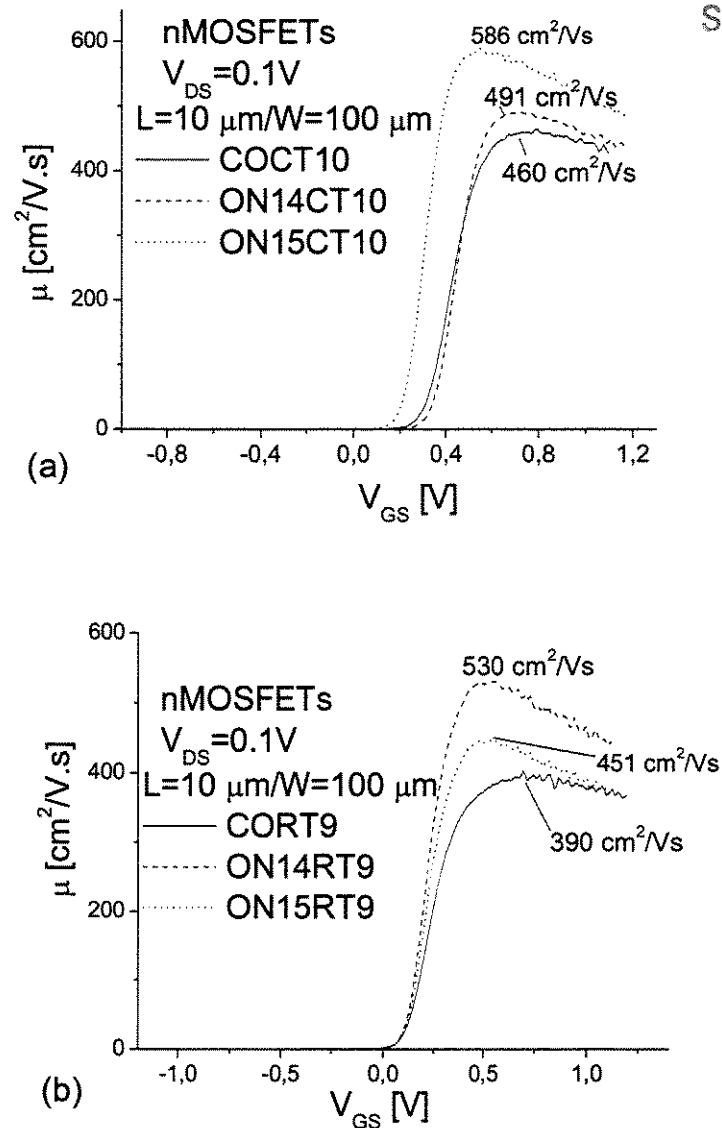 S
600
nMOSFETs
V_DS=0.1V
L=10 μm/W=100 μm
COCT10
ON14CT10
ON15CT10
586 cm²/Vs
491 cm²/Vs
460 cm²/Vs
μ [cm²/V.s]
400
200
0
-0,8
-0,4
0,0
0,4
0,8
1,2
(a)
V_GS [V]
600
nMOSFETs
V_DS=0.1V
L=10 μm/W=100 μm
CORT9
ON14RT9
ON15RT9
530 cm²/Vs
451 cm²/Vs
390 cm²/Vs
μ [cm²/V.s]
400
200
0
-1,0
-0,5
0,0
0,5
1,0
(b)
V_GS [V]